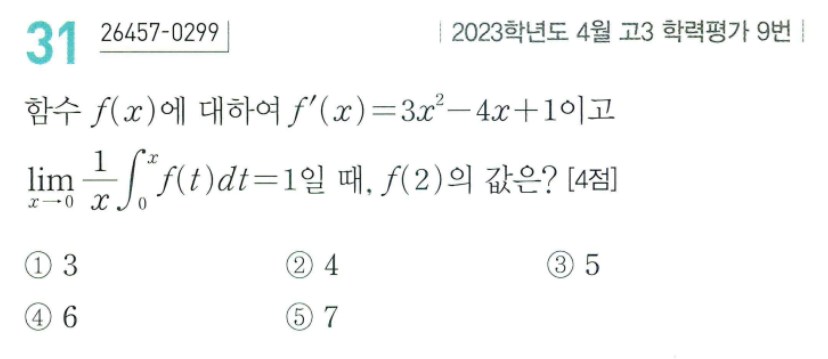 31 26457-0299 | 2023학년도 4월 고3 학력평가 9번 |
함수 f(x)에 대하여 f′(x)=3x²-4x+1이고
lim_{x→0} \frac{1}{x}∫_0^x f(t)dt=1일 때, f(2)의 값은? [4점]
① 3 ② 4 ③ 5
④ 6 ⑤ 7